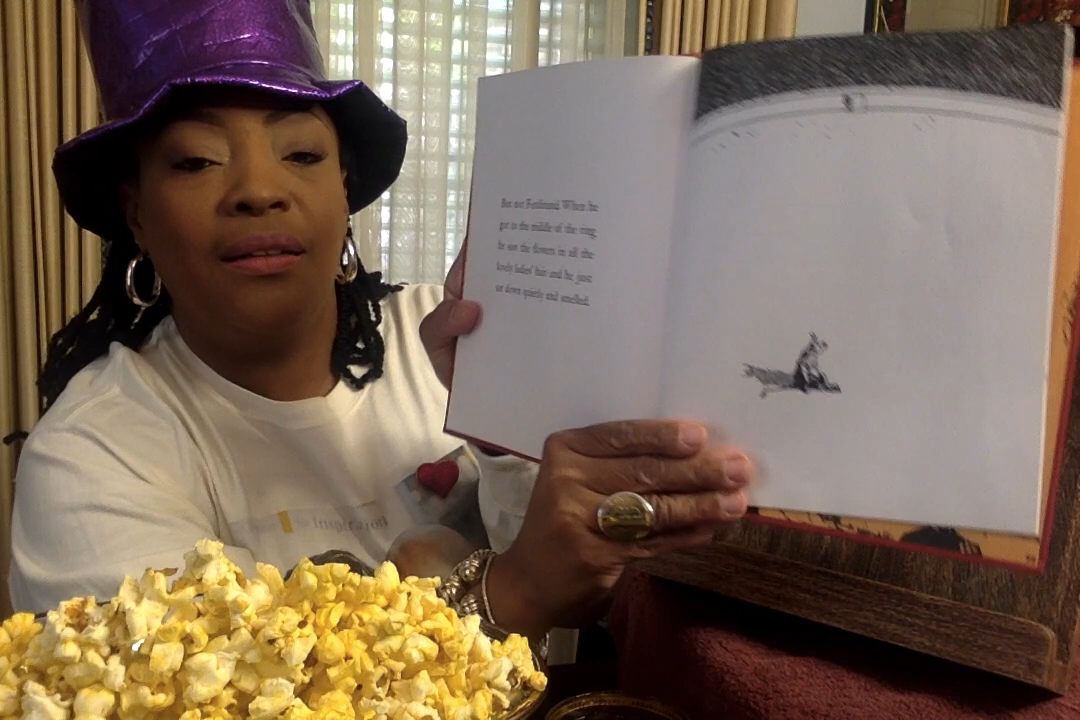 But not Ferdinand. When he
got to the middle of the ring
he saw the flowers in all the
lovely ladies' hair and he just
sat down quietly and smelled.
Inspiration